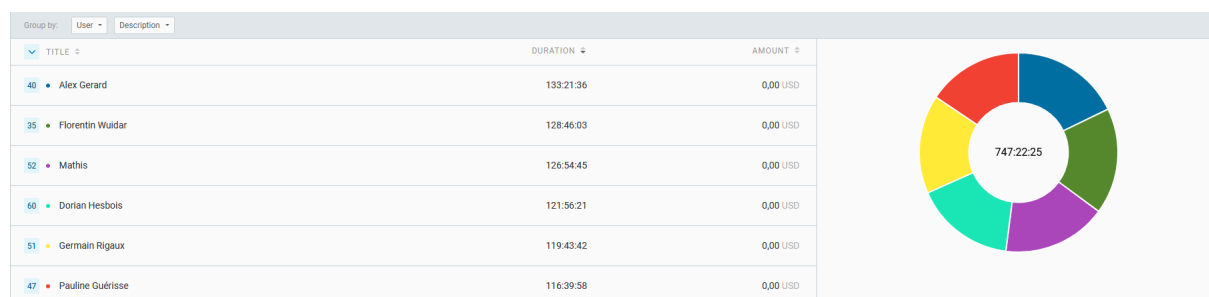 Group by: User Description
TITLE DURATION AMOUNT
40 Alex Gerard 133:21:36 0,00 USD
35 Florentin Wuidar 128:46:03 0,00 USD
52 Mathis 126:54:45 0,00 USD
60 Dorian Hesbois 121:56:21 0,00 USD
51 Germain Rigaux 119:43:42 0,00 USD
47 Pauline Guérisse 116:39:58 0,00 USD
747:22:25